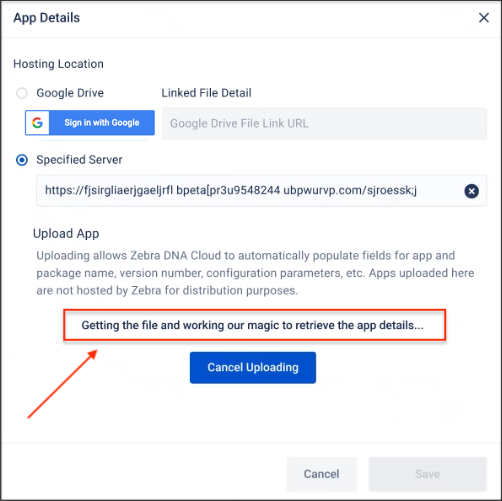 App Details
Hosting Location
Google Drive
Linked File Detail
G Sign in with Google
Google Drive File Link URL
Specified Server
https://fjsirgliaerjgaeljrfl bpeta[pr3u9548244 ubpwurvp.com/sjroessk;j
Upload App
Uploading allows Zebra DNA Cloud to automatically populate fields for app and
package name, version number, configuration parameters, etc. Apps uploaded here
are not hosted by Zebra for distribution purposes.
Getting the file and working our magic to retrieve the app details...
Cancel Uploading
Cancel
Save